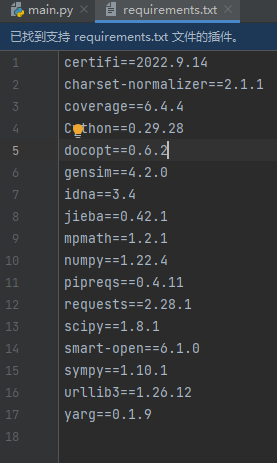 main.py requirements.txt
已找到支持 requirements.txt 文件的插件。
1 certifi==2022.9.14
2 charset-normalizer==2.1.1
3 coverage==6.4.4
4 Cython==0.29.28
5 docopt==0.6.2
6 gensim==4.2.0
7 idna==3.4
8 jieba==0.42.1
9 mpmath==1.2.1
10 numpy==1.22.4
11 pipreqs==0.4.11
12 requests==2.28.1
13 scipy==1.8.1
14 smart-open==6.1.0
15 sympy==1.10.1
16 urllib3==1.26.12
17 yarg==0.1.9
18